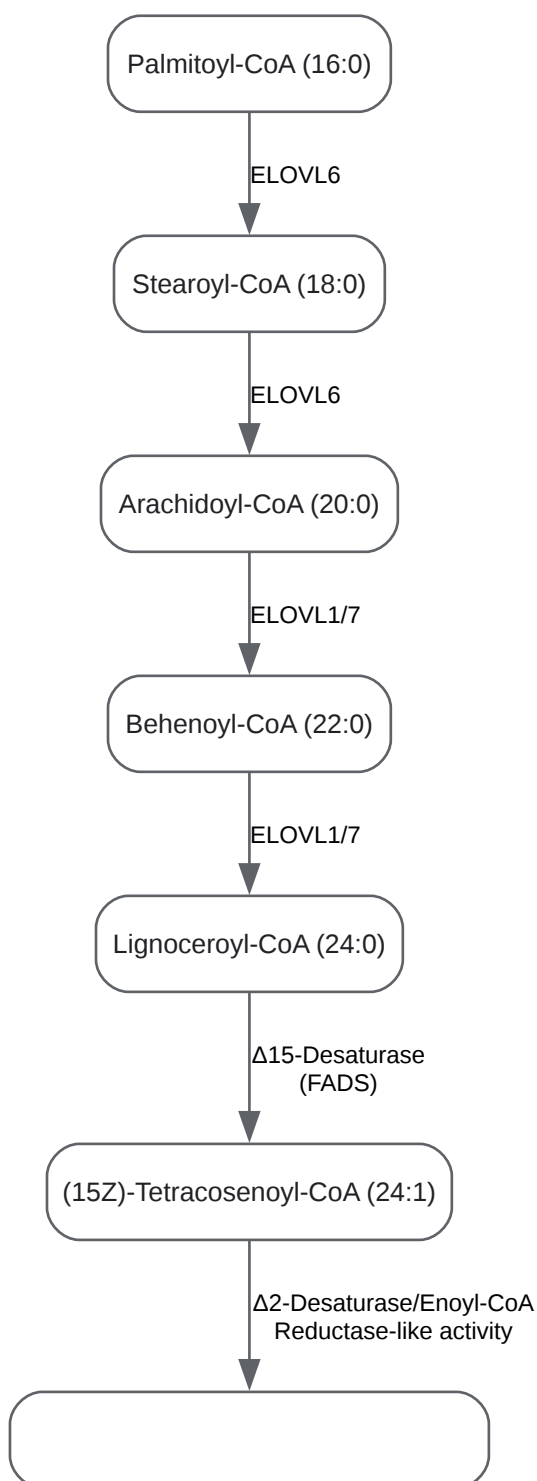 Palmitoyl-CoA (16:0)
ELOVL6
Stearoyl-CoA (18:0)
ELOVL6
Arachidoyl-CoA (20:0)
ELOVL1/7
Behenoyl-CoA (22:0)
ELOVL1/7
Lignoceroyl-CoA (24:0)
Δ15-Desaturase
(FADS)
(15Z)-Tetracosenoyl-CoA (24:1)
Δ2-Desaturase/Enoyl-CoA
Reductase-like activity